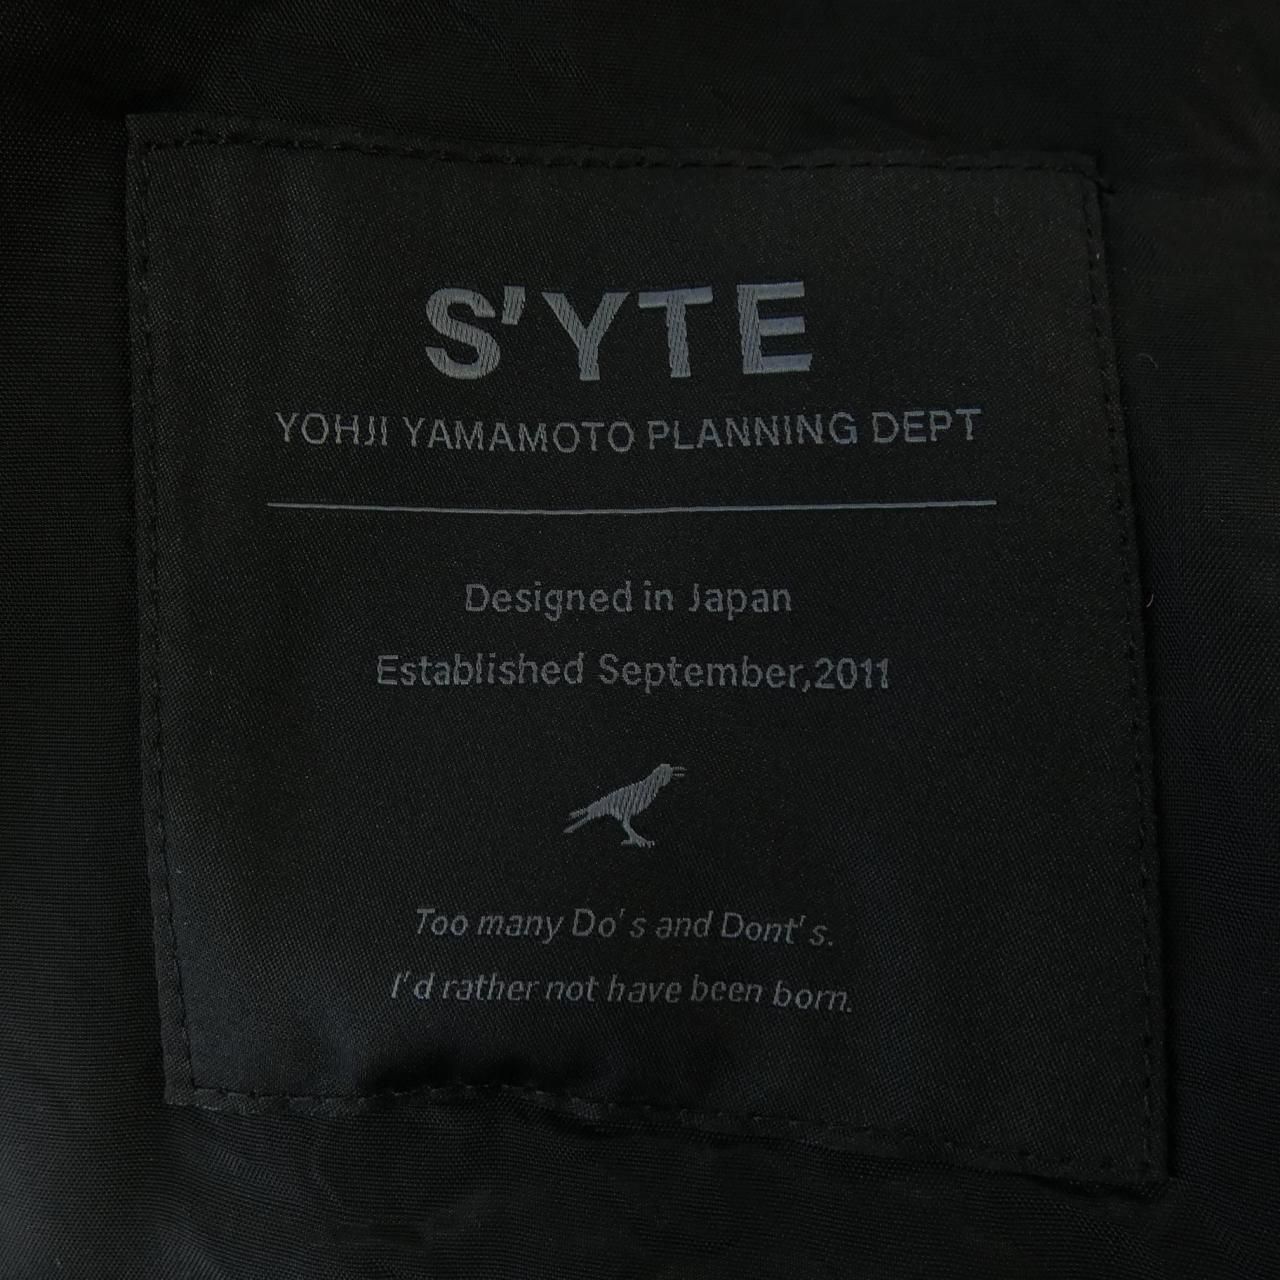 S'YTE
YOHJI YAMAMOTO PLANNING DEPT
Designed in Japan
Established September,2011
Too many Do's and Dont's.
I'd rather not have been born.